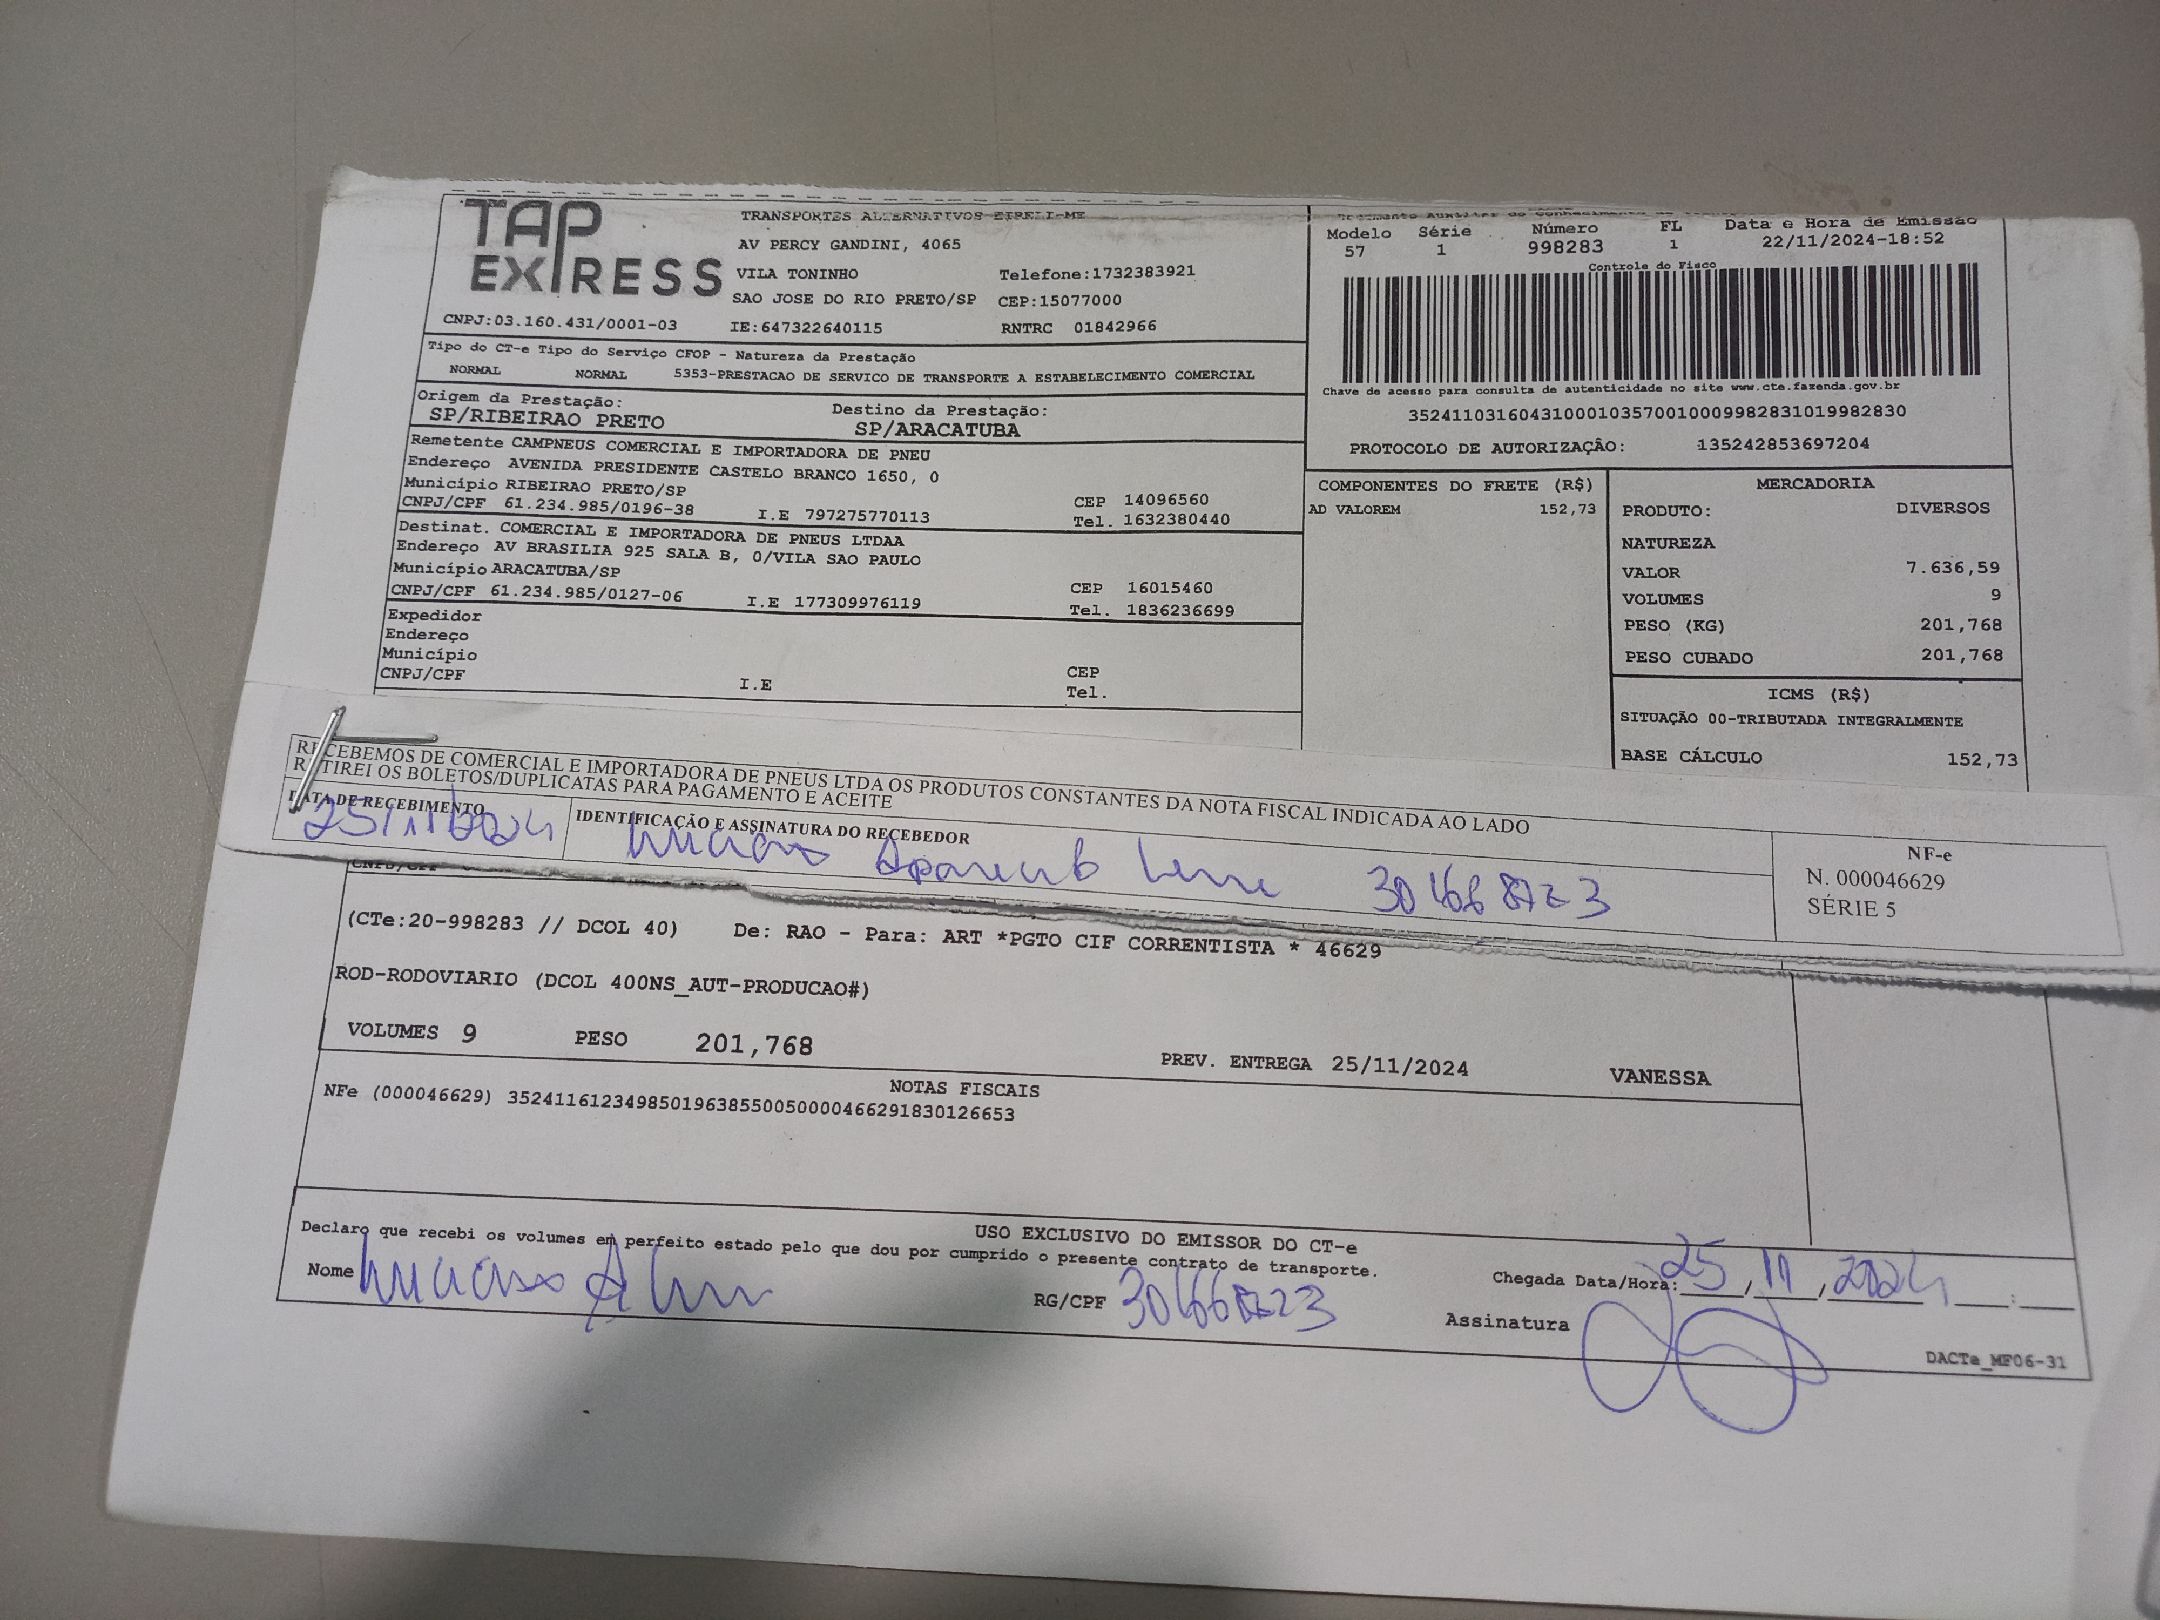 TAP
EXPRESS
TRANSPORTES ALTERNATIVOS EIRELI-ME
AV PERCY GANDINI, 4065
VILA TONINHO Telefone:1732383921
SAO JOSE DO RIO PRETO/SP CEP:15077000
CNPJ:03.160.431/0001-03 IE:647322640115 RNTRC 01842966
Tipo do CT-e Tipo do Serviço CFOP - Natureza da Prestação
NORMAL NORMAL 5353-PRESTACAO DE SERVICO DE TRANSPORTE A ESTABELECIMENTO COMERCIAL
Origem da Prestação: Destino da Prestação:
SP/RIBEIRAO PRETO SP/ARACATUBA
Remetente CAMPNEUS COMERCIAL E IMPORTADORA DE PNEU
Endereço AVENIDA PRESIDENTE CASTELO BRANCO 1650, 0
Município RIBEIRAO PRETO/SP CEP 14096560
CNPJ/CPF 61.234.985/0196-38 I.E 797275770113 Tel. 1632380440
Destinat. COMERCIAL E IMPORTADORA DE PNEUS LTDAA
Endereço AV BRASILIA 925 SALA B, 0/VILA SAO PAULO
Município ARACATUBA/SP CEP 16015460
CNPJ/CPF 61.234.985/0127-06 I.E 177309976119 Tel. 1836236699
Expedidor
Endereço
Município CEP
CNPJ/CPF I.E Tel.
Documento Auxiliar do Conhecimento de
Modelo Série Número FL Data e Hora de Emissão
57 1 998283 1 22/11/2024-18:52
Controle do Fisco
Chave de acesso para consulta de autenticidade no site www.cte.fazenda.gov.br
35241103160431000103570010009982831019982830
PROTOCOLO DE AUTORIZAÇÃO: 135242853697204
COMPONENTES DO FRETE (R$)
AD VALOREM 152,73
MERCADORIA
PRODUTO: DIVERSOS
NATUREZA
VALOR 7.636,59
VOLUMES 9
PESO (KG) 201,768
PESO CUBADO 201,768
ICMS (R$)
SITUAÇÃO 00-TRIBUTADA INTEGRALMENTE
BASE CÁLCULO 152,73
RECEBEMOS DE COMERCIAL E IMPORTADORA DE PNEUS LTDA OS PRODUTOS CONSTANTES DA NOTA FISCAL INDICADA AO LADO
RETIREI OS BOLETOS/DUPLICATAS PARA PAGAMENTO E ACEITE
DATA DE RECEBIMENTO IDENTIFICAÇÃO E ASSINATURA DO RECEBEDOR
25/11/2024
NF-e
N. 000046629
SÉRIE 5
CNPJ/CPF
(CTe:20-998283 // DCOL 40) De: RAO - Para: ART *PGTO CIF CORRENTISTA * 46629
ROD-RODOVIARIO (DCOL 400NS_AUT-PRODUCAO#)
VOLUMES 9 PESO 201,768 PREV. ENTREGA 25/11/2024 VANESSA
NOTAS FISCAIS
NFe (000046629) 35241161234985019638550050000466291830126653
USO EXCLUSIVO DO EMISSOR DO CT-e
Declaro que recebi os volumes em perfeito estado pelo que dou por cumprido o presente contrato de transporte.
Nome RG/CPF Chegada Data/Hora: 25, 11, 2024 :
Assinatura
DACTe_MF06-31